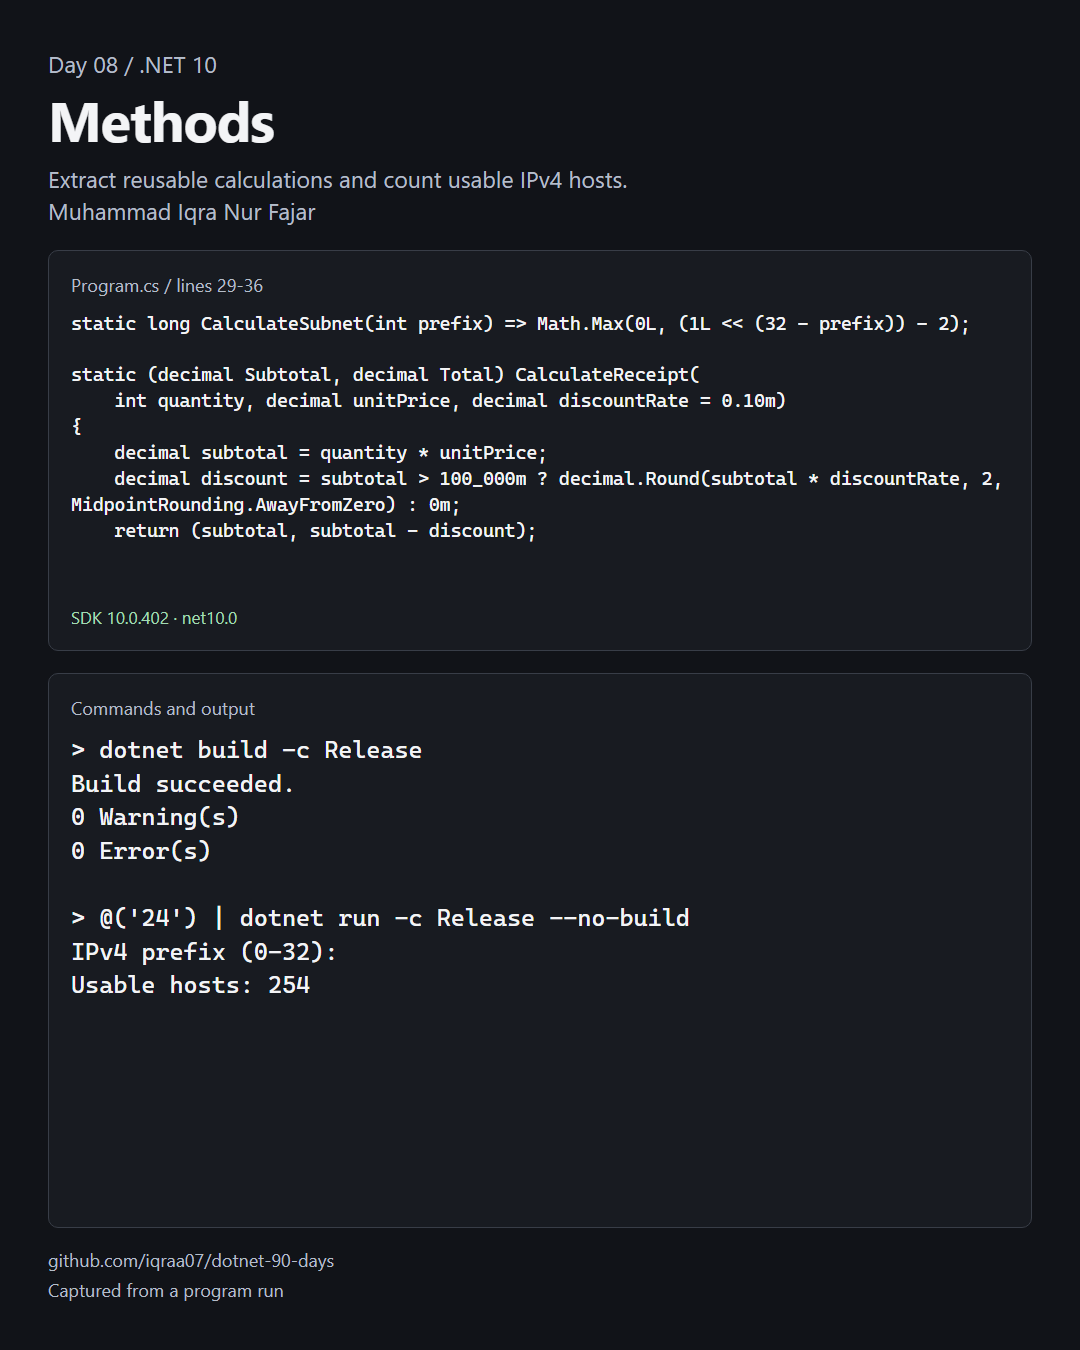 Day 08 / .NET 10
Methods
Extract reusable calculations and count usable IPv4 hosts.
Muhammad Iqra Nur Fajar
Program.cs / lines 29-36
static long CalculateSubnet(int prefix) => Math.Max(0L, (1L << (32 - prefix)) - 2);
static (decimal Subtotal, decimal Total) CalculateReceipt(
    int quantity, decimal unitPrice, decimal discountRate = 0.10m)
{
    decimal subtotal = quantity * unitPrice;
    decimal discount = subtotal > 100_000m ? decimal.Round(subtotal * discountRate, 2,
MidpointRounding.AwayFromZero) : 0m;
    return (subtotal, subtotal - discount);
SDK 10.0.402 · net10.0
Commands and output
> dotnet build -c Release
Build succeeded.
0 Warning(s)
0 Error(s)
> @('24') | dotnet run -c Release --no-build
IPv4 prefix (0-32):
Usable hosts: 254
github.com/iqraa07/dotnet-90-days
Captured from a program run